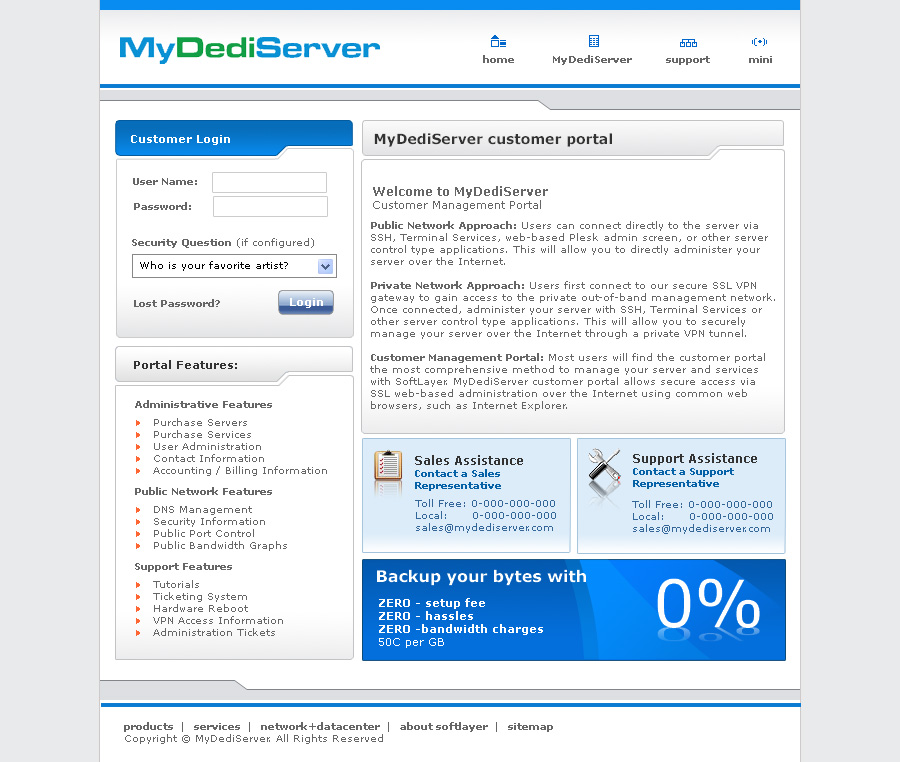 MyDediServer
home
MyDediServer
support
mini
Customer Login
User Name:
Password:
Security Question (if configured)
Who is your favorite artist?
Lost Password?
Login
Portal Features:
Administrative Features
Purchase Servers
Purchase Services
User Administration
Contact Information
Accounting / Billing Information
Public Network Features
DNS Management
Security Information
Public Port Control
Public Bandwidth Graphs
Support Features
Tutorials
Ticketing System
Hardware Reboot
VPN Access Information
Administration Tickets
MyDediServer customer portal
Welcome to MyDediServer
Customer Management Portal
Public Network Approach: Users can connect directly to the server via
SSH, Terminal Services, web-based Plesk admin screen, or other server
control type applications. This will allow you to directly administer your
server over the Internet.
Private Network Approach: Users first connect to our secure SSL VPN
gateway to gain access to the private out-of-band management network.
Once connected, administer your server with SSH, Terminal Services or
other server control type applications. This will allow you to securely
manage your server over the Internet through a private VPN tunnel.
Customer Management Portal: Most users will find the customer portal
the most comprehensive method to manage your server and services
with SoftLayer. MyDediServer customer portal allows secure access via
SSL web-based administration over the Internet using common web
browsers, such as Internet Explorer.
Sales Assistance
Contact a Sales
Representative
Toll Free: 0-000-000-000
Local: 0-000-000-000
sales@mydediserver.com
Support Assistance
Contact a Support
Representative
Toll Free: 0-000-000-000
Local: 0-000-000-000
sales@mydediserver.com
Backup your bytes with
ZERO - setup fee
ZERO - hassles
ZERO -bandwidth charges
50C per GB
0%
products | services | network+datacenter | about softlayer | sitemap
Copyright © MyDediServer. All Rights Reserved